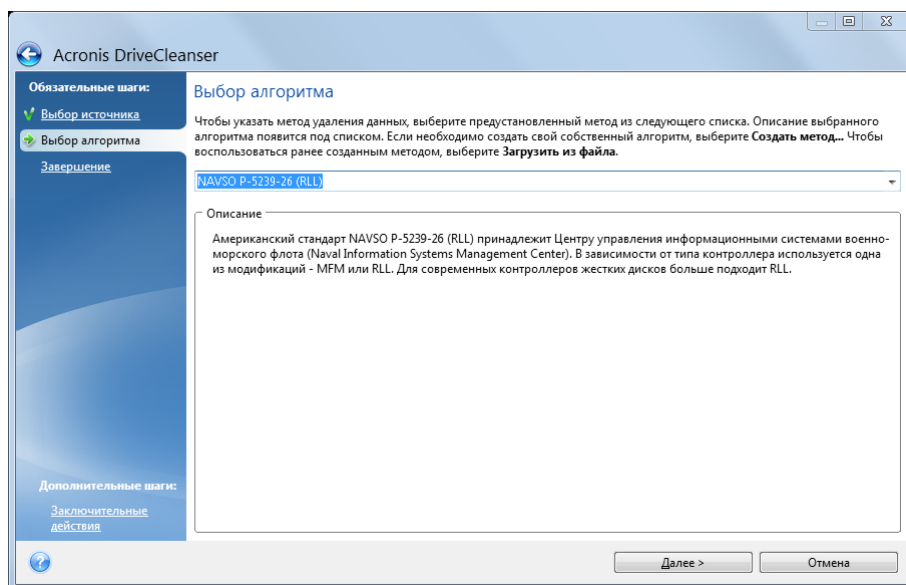 Acronis DriveCleanser
Обязательные шаги:
Выбор источника
Выбор алгоритма
Завершение
Дополнительные шаги:
Заключительные
действия
Выбор алгоритма
Чтобы указать метод удаления данных, выберите предустановленный метод из следующего списка. Описание выбранного
алгоритма появится под списком. Если необходимо создать свой собственный алгоритм, выберите Создать метод... Чтобы
воспользоваться ранее созданным методом, выберите Загрузить из файла.
NAVSO P-5239-26 (RLL)
Описание
Американский стандарт NAVSO P-5239-26 (RLL) принадлежит Центру управления информационными системами военно-
морского флота (Naval Information Systems Management Center). В зависимости от типа контроллера используется одна
из модификаций - MFM или RLL. Для современных контроллеров жестких дисков больше подходит RLL.
Далее >
Отмена